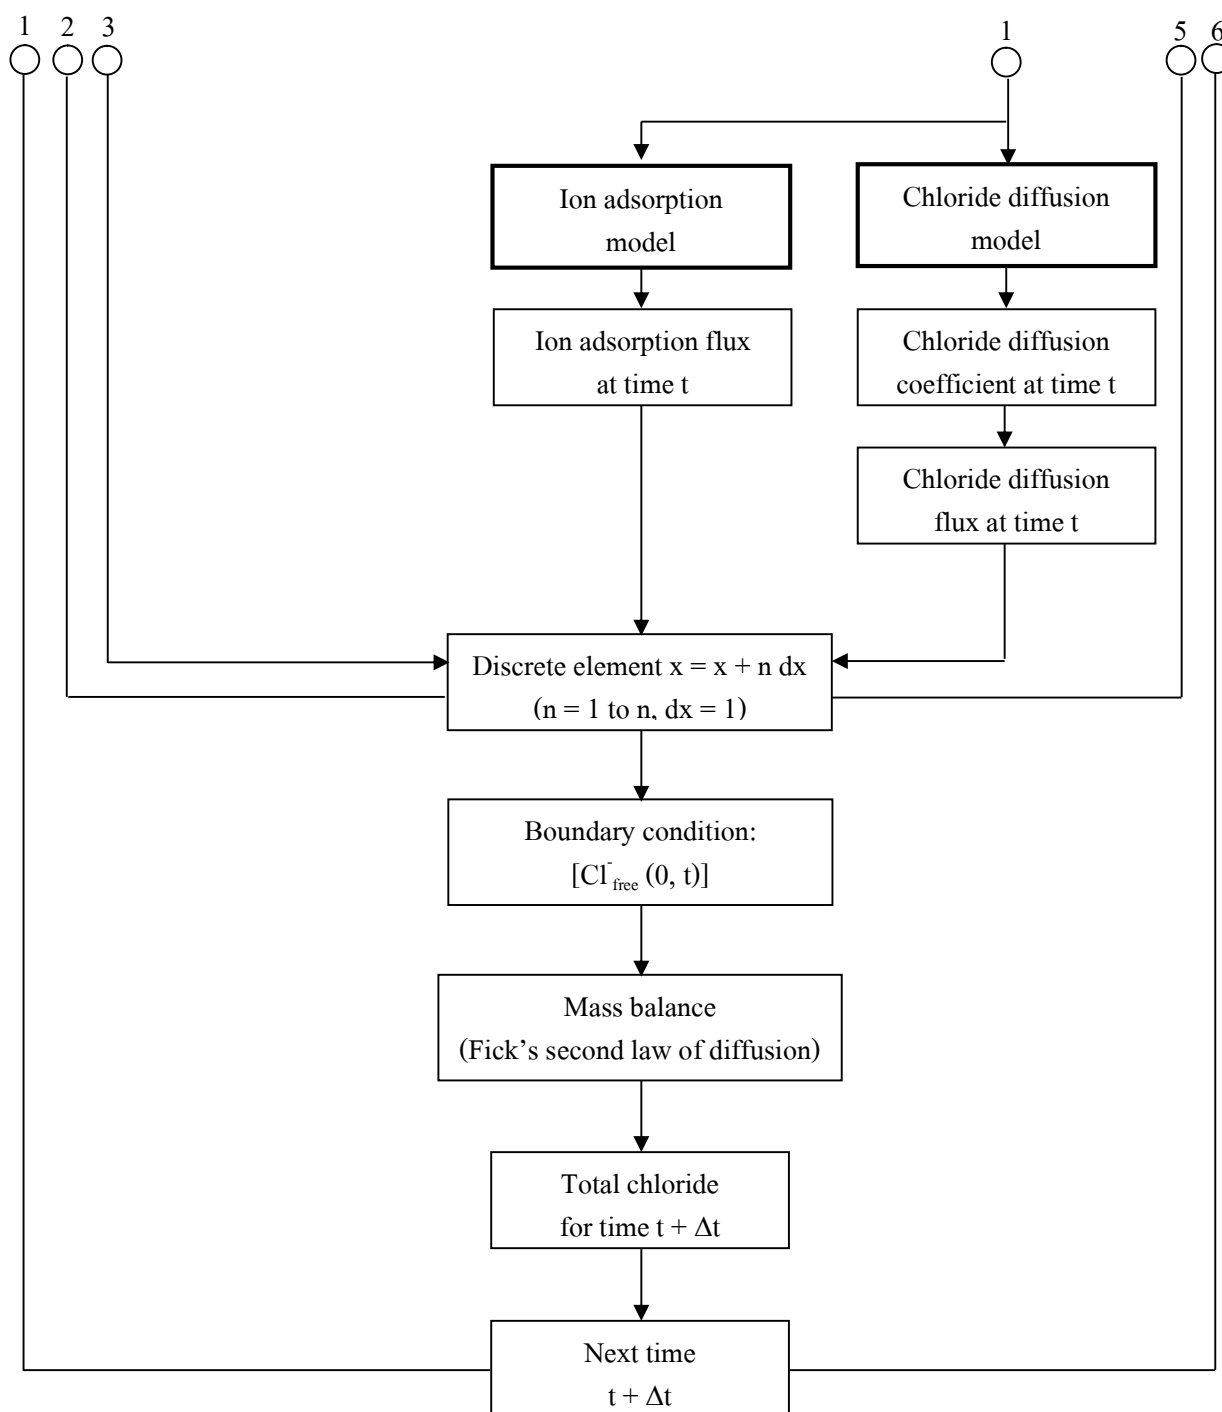 1 2 3 1 5 6
Ion adsorption
model
Chloride diffusion
model
Ion adsorption flux
at time t
Chloride diffusion
coefficient at time t
Chloride diffusion
flux at time t
Discrete element x = x + n dx
(n = 1 to n, dx = 1)
Boundary condition:
[Cl⁻free (0, t)]
Mass balance
(Fick’s second law of diffusion)
Total chloride
for time t + Δt
Next time
t + Δt